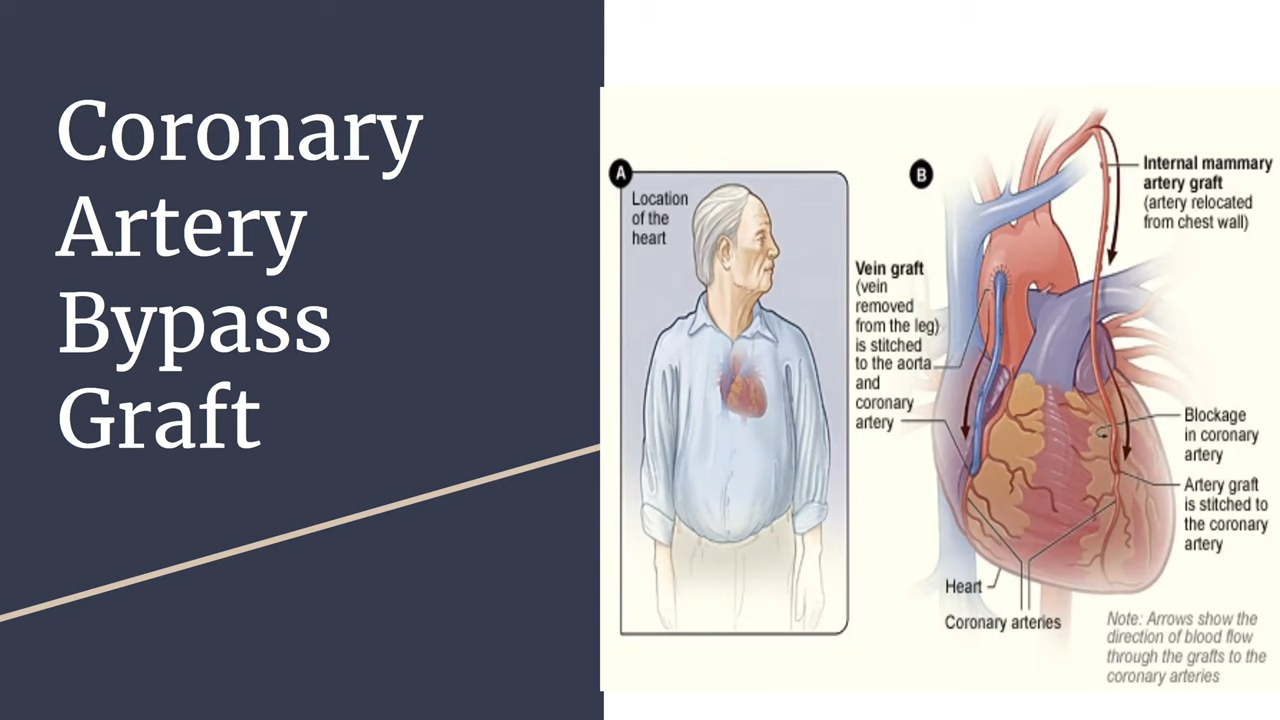 Coronary
Artery
Bypass
Graft
A
Location
of the
heart
B
Internal mammary
artery graft
(artery relocated
from chest wall)
Vein graft
(vein
removed
from the leg)
is stitched
to the aorta
and
coronary
artery
Blockage
in coronary
artery
Artery graft
is stitched to
the coronary
artery
Heart
Coronary arteries
Note: Arrows show the
direction of blood flow
through the grafts to the
coronary arteries